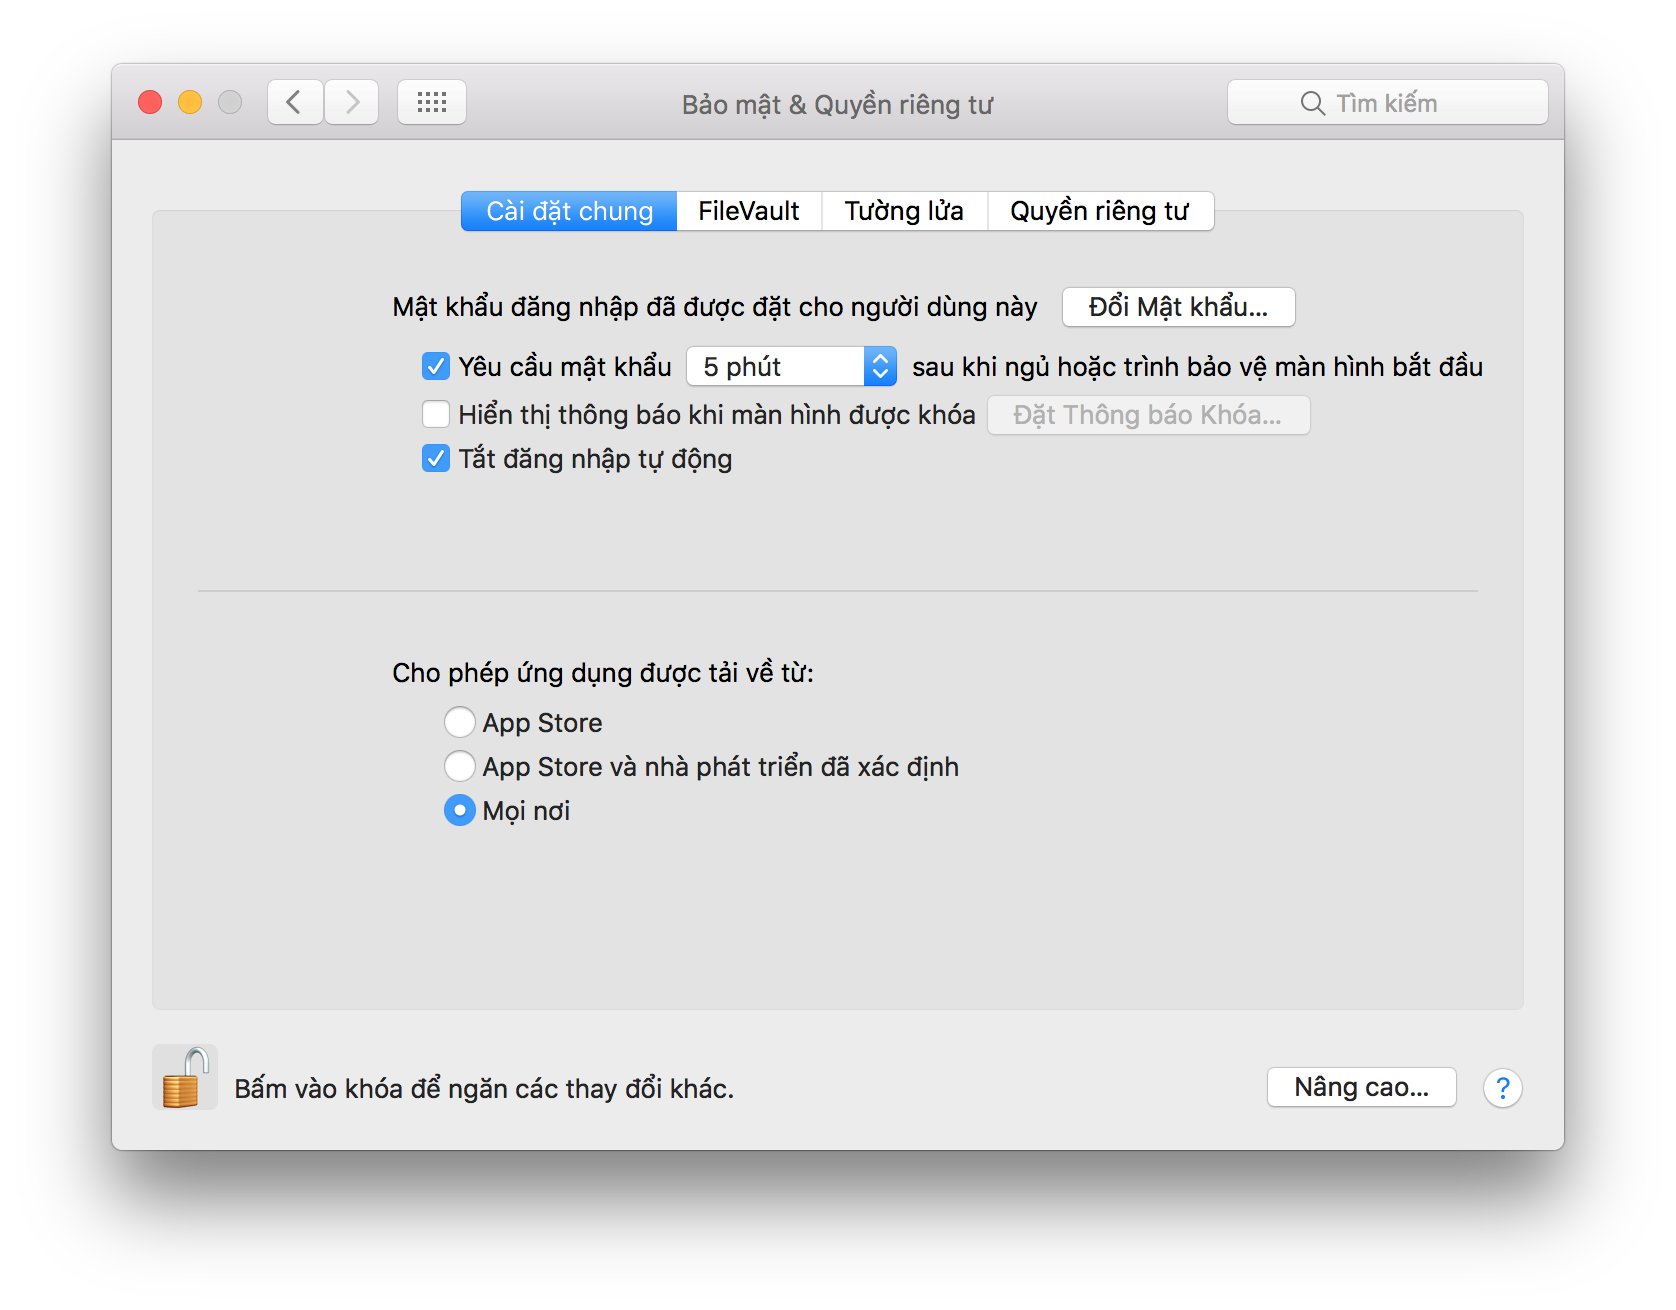 Bảo mật & Quyền riêng tư
Tìm kiếm
Cài đặt chung FileVault Tường lửa Quyền riêng tư
Mật khẩu đăng nhập đã được đặt cho người dùng này Đổi Mật khẩu...
Yêu cầu mật khẩu 5 phút sau khi ngủ hoặc trình bảo vệ màn hình bắt đầu
Hiển thị thông báo khi màn hình được khóa Đặt Thông báo Khóa...
Tắt đăng nhập tự động
Cho phép ứng dụng được tải về từ:
App Store
App Store và nhà phát triển đã xác định
Mọi nơi
Bấm vào khóa để ngăn các thay đổi khác. Nâng cao... ?